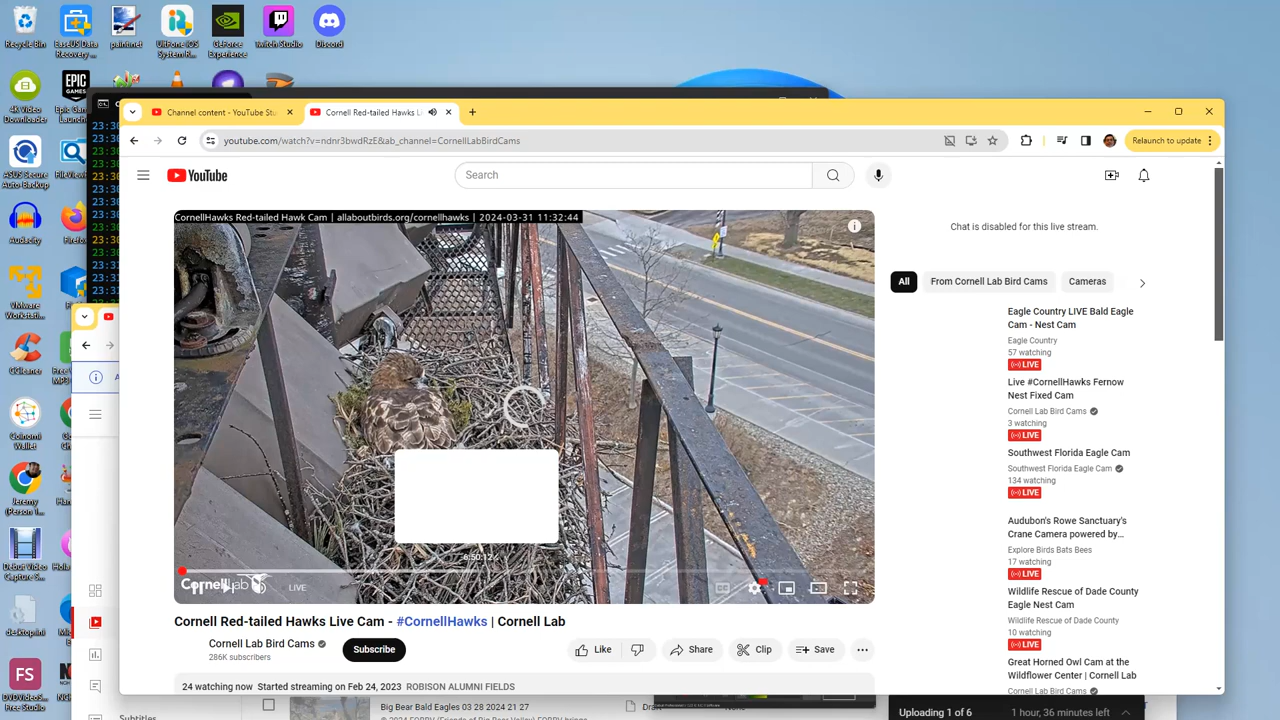 Recycle Bin
EaseUS Data Recovery ...
paint.net
UltFone iOS System R...
GeForce Experience
Twitch Studio
Discord
4K Video Downloader
Epic
ASUS Secure Auto-Backup
Audacity
VMware Workstati...
CCleaner
Coinomi Wallet
Jeremy (Person 1...
Debut Video Capture S...
desktop.ini
Free Studio
Channel content - YouTube Stu
Cornell Red-tailed Hawks L
youtube.com/watch?v=ndnr3bwdRzE&ab_channel=CornellLabBirdCams
Relaunch to update
YouTube
Search
CornellHawks Red-tailed Hawk Cam | allaboutbirds.org/cornellhawks | 2024-03-31 11:32:44
6:50:12
CornellLab
LIVE
Cornell Red-tailed Hawks Live Cam - #CornellHawks | Cornell Lab
Cornell Lab Bird Cams
286K subscribers
Subscribe
Like
Share
Clip
Save
24 watching now Started streaming on Feb 24, 2023 ROBISON ALUMNI FIELDS
Chat is disabled for this live stream.
All
From Cornell Lab Bird Cams
Cameras
Eagle Country LIVE Bald Eagle
Cam - Nest Cam
Eagle Country
57 watching
LIVE
Live #CornellHawks Fernow
Nest Fixed Cam
Cornell Lab Bird Cams
3 watching
LIVE
Southwest Florida Eagle Cam
Southwest Florida Eagle Cam
134 watching
LIVE
Audubon's Rowe Sanctuary's
Crane Camera powered by…
Explore Birds Bats Bees
17 watching
LIVE
Wildlife Rescue of Dade County
Eagle Nest Cam
Wildlife Rescue of Dade County
10 watching
LIVE
Great Horned Owl Cam at the
Wildflower Center | Cornell Lab
Cornell Lab Bird Cams
Subtitles
Big Bear Bald Eagles 03 28 2024 21 27
Uploading 1 of 6
1 hour, 36 minutes left